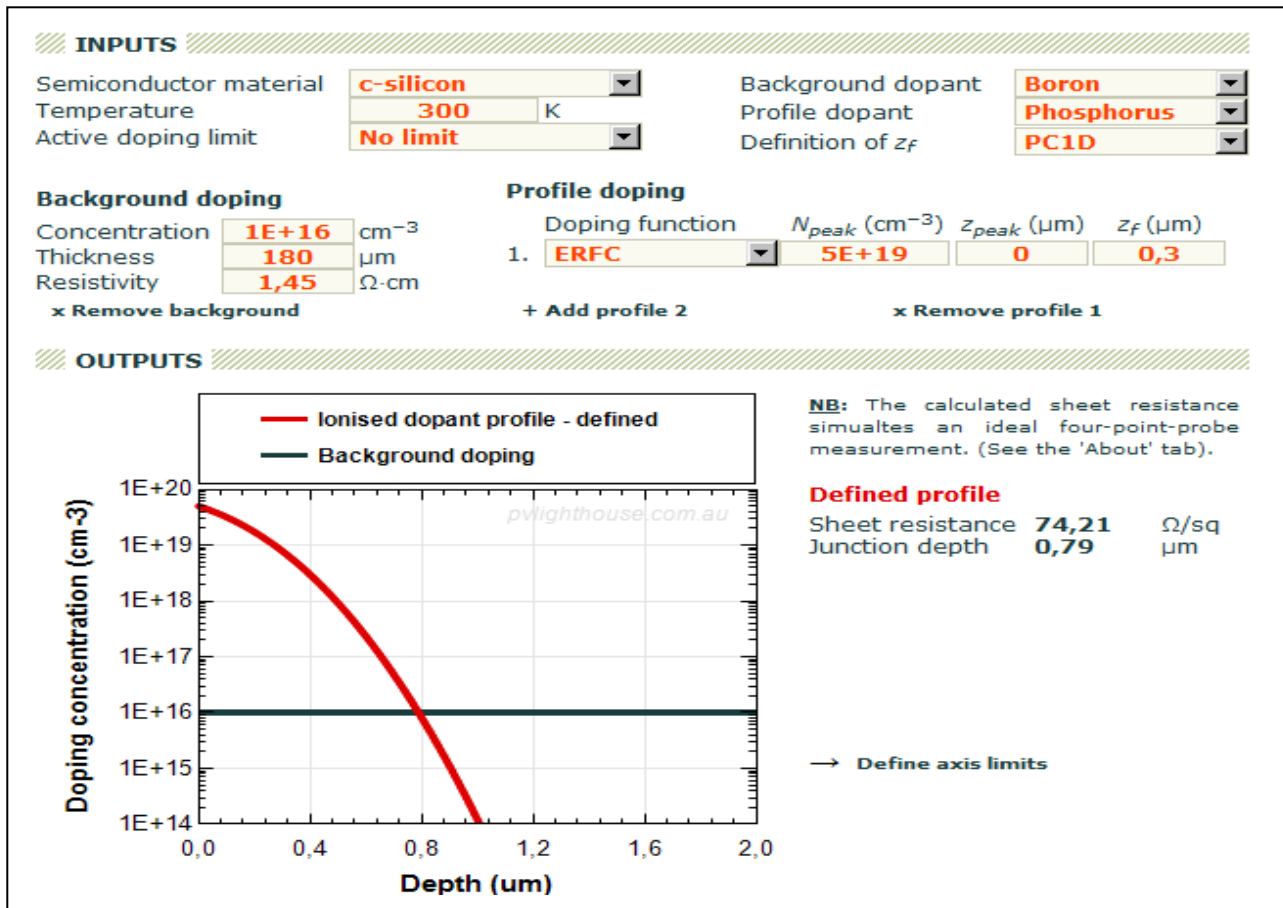 INPUTS
Semiconductor material c-silicon
Temperature 300 K
Active doping limit No limit
Background dopant Boron
Profile dopant Phosphorus
Definition of zf PC1D
Background doping
Concentration 1E+16 cm−3
Thickness 180 µm
Resistivity 1,45 Ω·cm
x Remove background
Profile doping
Doping function Npeak (cm−3) zpeak (µm) zf (µm)
1. ERFC 5E+19 0 0,3
+ Add profile 2 x Remove profile 1
OUTPUTS
Ionised dopant profile - defined
Background doping
pvlighthouse.com.au
Doping concentration (cm-3)
1E+20
1E+19
1E+18
1E+17
1E+16
1E+15
1E+14
0,0 0,4 0,8 1,2 1,6 2,0
Depth (um)
NB: The calculated sheet resistance
simualtes an ideal four-point-probe
measurement. (See the 'About' tab).
Defined profile
Sheet resistance 74,21 Ω/sq
Junction depth 0,79 µm
→ Define axis limits